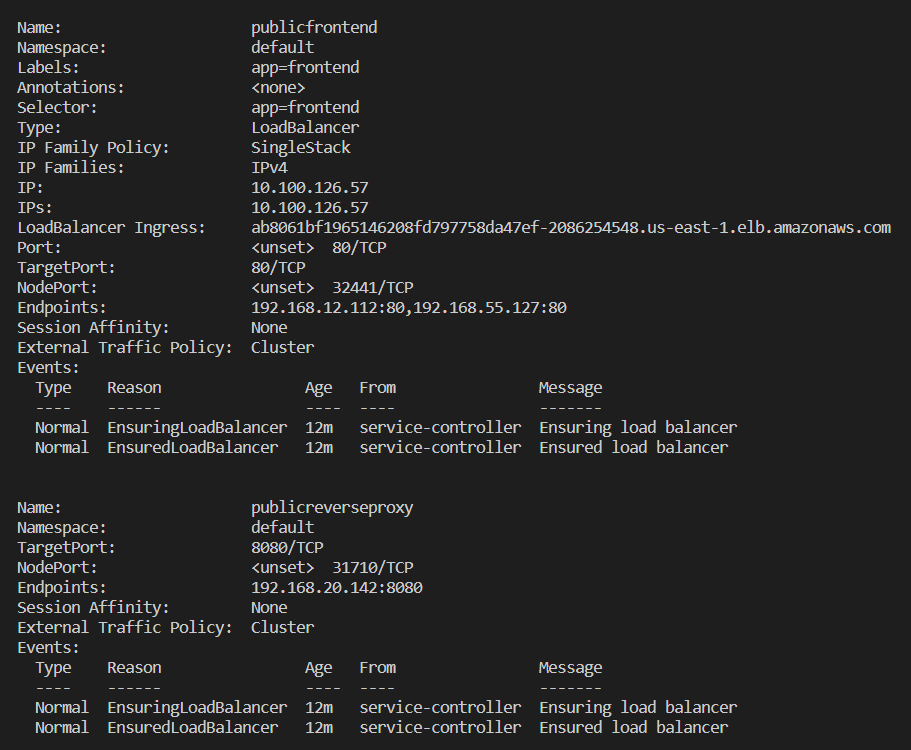 Name:                     publicfrontend
Namespace:                default
Labels:                   app=frontend
Annotations:              <none>
Selector:                 app=frontend
Type:                     LoadBalancer
IP Family Policy:         SingleStack
IP Families:              IPv4
IP:                       10.100.126.57
IPs:                      10.100.126.57
LoadBalancer Ingress:     ab8061bf1965146208fd797758da47ef-2086254548.us-east-1.elb.amazonaws.com
Port:                     <unset>  80/TCP
TargetPort:               80/TCP
NodePort:                 <unset>  32441/TCP
Endpoints:                192.168.12.112:80,192.168.55.127:80
Session Affinity:         None
External Traffic Policy:  Cluster
Events:
  Type    Reason                Age   From                Message
  ----    ------                ----  ----                -------
  Normal  EnsuringLoadBalancer  12m   service-controller  Ensuring load balancer
  Normal  EnsuredLoadBalancer   12m   service-controller  Ensured load balancer
Name:                     publicreverseproxy
Namespace:                default
TargetPort:               8080/TCP
NodePort:                 <unset>  31710/TCP
Endpoints:                192.168.20.142:8080
Session Affinity:         None
External Traffic Policy:  Cluster
Events:
  Type    Reason                Age   From                Message
  ----    ------                ----  ----                -------
  Normal  EnsuringLoadBalancer  12m   service-controller  Ensuring load balancer
  Normal  EnsuredLoadBalancer   12m   service-controller  Ensured load balancer